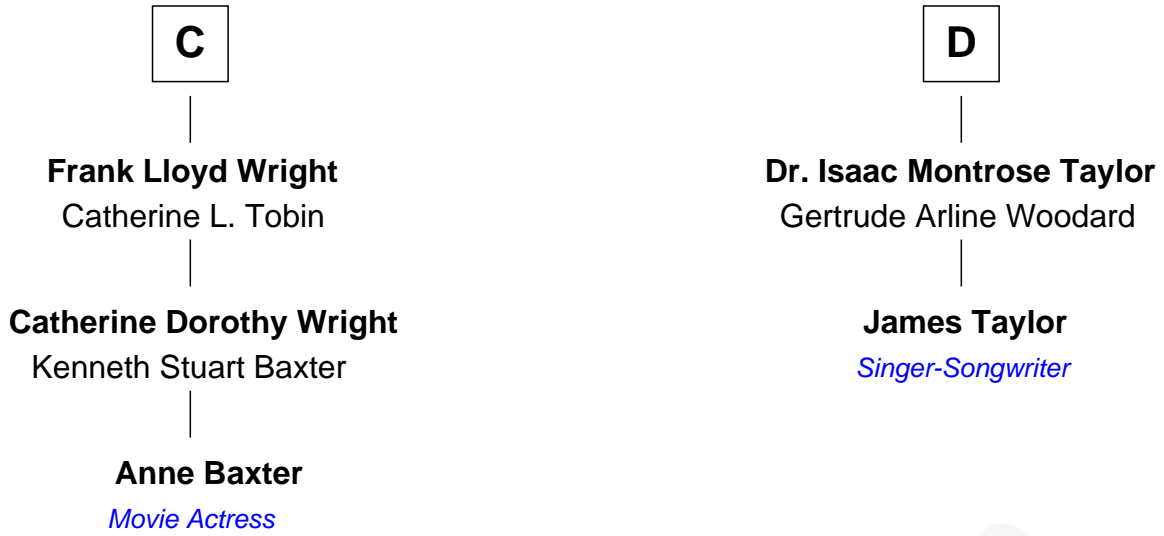 C
Frank Lloyd Wright
Catherine L. Tobin
Catherine Dorothy Wright
Kenneth Stuart Baxter
Anne Baxter
Movie Actress
D
Dr. Isaac Montrose Taylor
Gertrude Arline Woodard
James Taylor
Singer-Songwriter